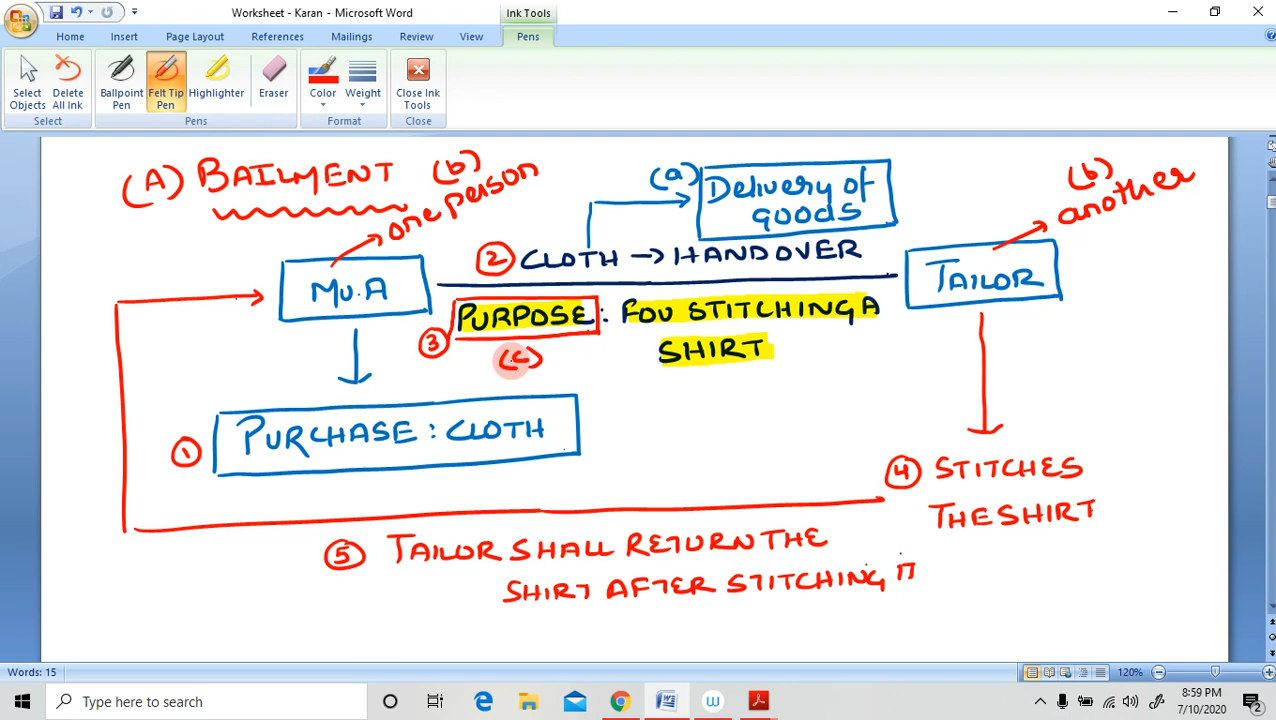 Worksheet - Karan - Microsoft Word
Ink Tools
Home Insert Page Layout References Mailings Review View Pens
Select Objects
Delete All Ink
Ballpoint Pen
Felt Tip Pen
Highlighter
Eraser
Color
Weight
Close Ink Tools
Select Pens Format Close
(A) BAILMENT
(b) one person
(a) Delivery of goods
(b) another
② CLOTH → HANDOVER
Mr. A
TAILOR
③ PURPOSE : FOr STITCHING A
SHIRT
(c)
① PURCHASE : CLOTH
④ STITCHES
THE SHIRT
⑤ TAILOR SHALL RETURN THE
SHIRT AFTER STITCHING IT
Words: 15
120%
Type here to search
8:59 PM
7/10/2020
2